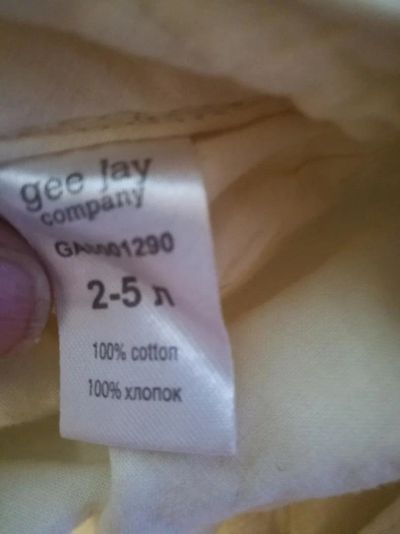 gee jay
company
2-5 л
100% cotton
100% хлопок